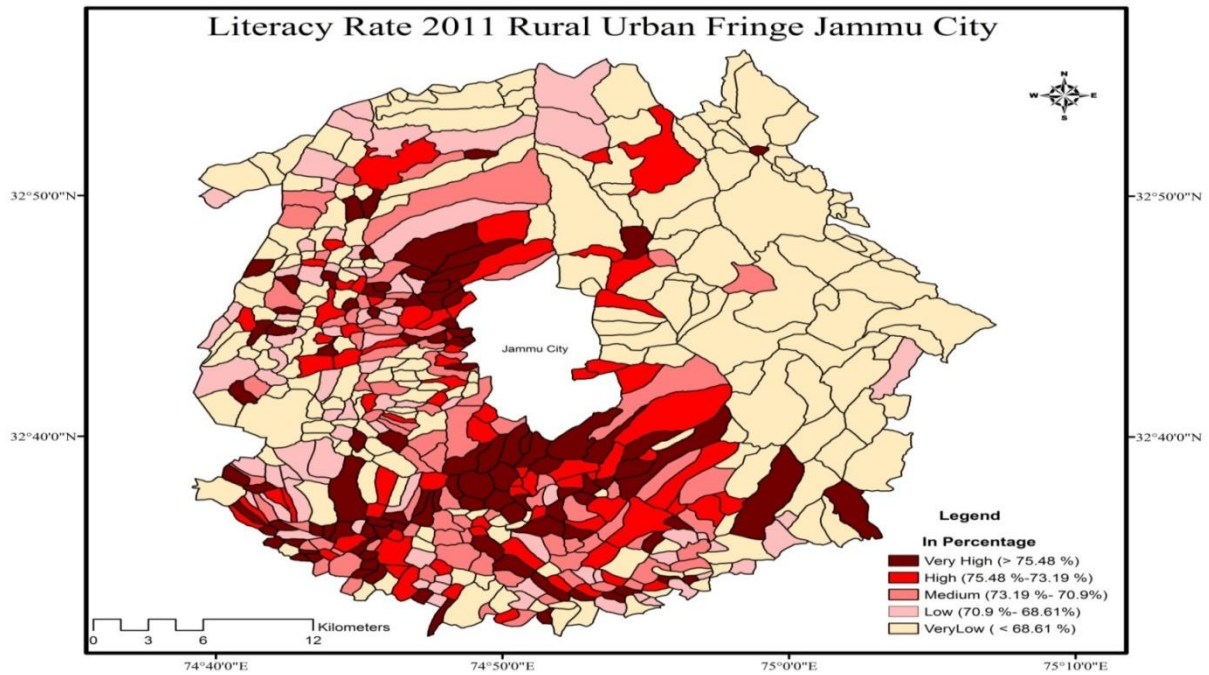 Literacy Rate 2011 Rural Urban Fringe Jammu City
N
W E
S
32°50'0"N
32°50'0"N
Jammu City
32°40'0"N
32°40'0"N
Legend
In Percentage
Very High (> 75.48 %)
High (75.48 %-73.19 %)
Medium (73.19 %- 70.9%)
Low (70.9 %- 68.61%)
VeryLow ( < 68.61 %)
Kilometers
0 3 6 12
74°40'0"E
74°50'0"E
75°0'0"E
75°10'0"E